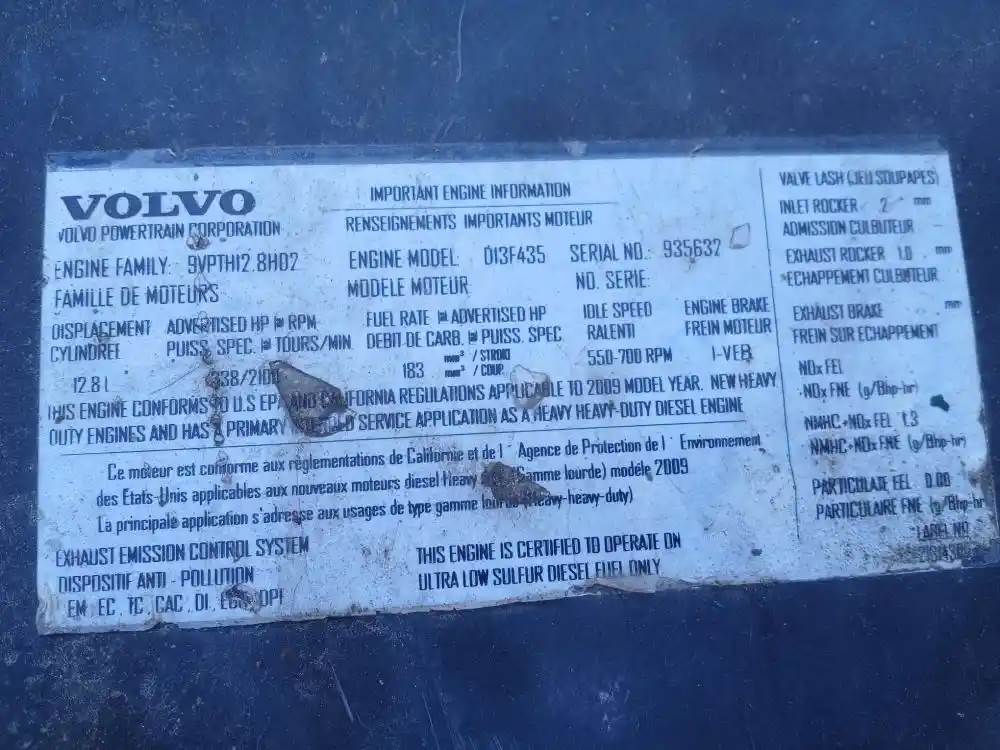 VOLVO
VOLVO POWERTRAIN CORPORATION
IMPORTANT ENGINE INFORMATION
RENSEIGNEMENTS IMPORTANTS MOTEUR
ENGINE FAMILY: 9VPTH12.8H02
FAMILLE DE MOTEURS
ENGINE MODEL: D13F435
MODELE MOTEUR
SERIAL NO.: 935632
NO. SERIE:
DISPLACEMENT
CYLINDREE
12.8 L
ADVERTISED HP @ RPM
PUISS. SPEC. @ TOURS/MIN.
338/2100
FUEL RATE @ ADVERTISED HP
DEBIT DE CARB. @ PUISS. SPEC
183 mm³ / STROKE
mm³ / COUP.
IDLE SPEED
RALENTI
550-700 RPM
ENGINE BRAKE
FREIN MOTEUR
I-VEB
THIS ENGINE CONFORMS TO U.S EPA AND CALIFORNIA REGULATIONS APPLICABLE TO 2009 MODEL YEAR. NEW HEAVY
DUTY ENGINES AND HAS A PRIMARY SERVICE APPLICATION AS A HEAVY HEAVY-DUTY DIESEL ENGINE
Ce moteur est conforme aux réglementations de Californie et de l' Agence de Protection de l' Environnement
des Etats-Unis applicables aux nouveaux moteurs diesel Heavy (Gamme lourde) modèle 2009
La principale application s'adresse aux usages de type gamme lourde (Heavy-heavy-duty)
EXHAUST EMISSION CONTROL SYSTEM
DISPOSITIF ANTI - POLLUTION
EM , EC , TC , CAC , DI , DPF
THIS ENGINE IS CERTIFIED TO OPERATE ON
ULTRA LOW SULFUR DIESEL FUEL ONLY
VALVE LASH (JEU SOUPAPES)
INLET ROCKER .2 mm
ADMISSION CULBUTEUR
EXHAUST ROCKER 1.0 mm
*ECHAPPEMENT CULBUTEUR
EXHAUST BRAKE mm
FREIN SUR ECHAPPEMENT
NOx FEL
NOx FNE (g/Bhp-hr)
NMHC+NOx FEL 1.3
NMHC+NOx FNE (g/Bhp-hr)
PARTICULATE FEL 0.00
PARTICULAIRE FNE (g/Bhp-hr
LABEL NO.